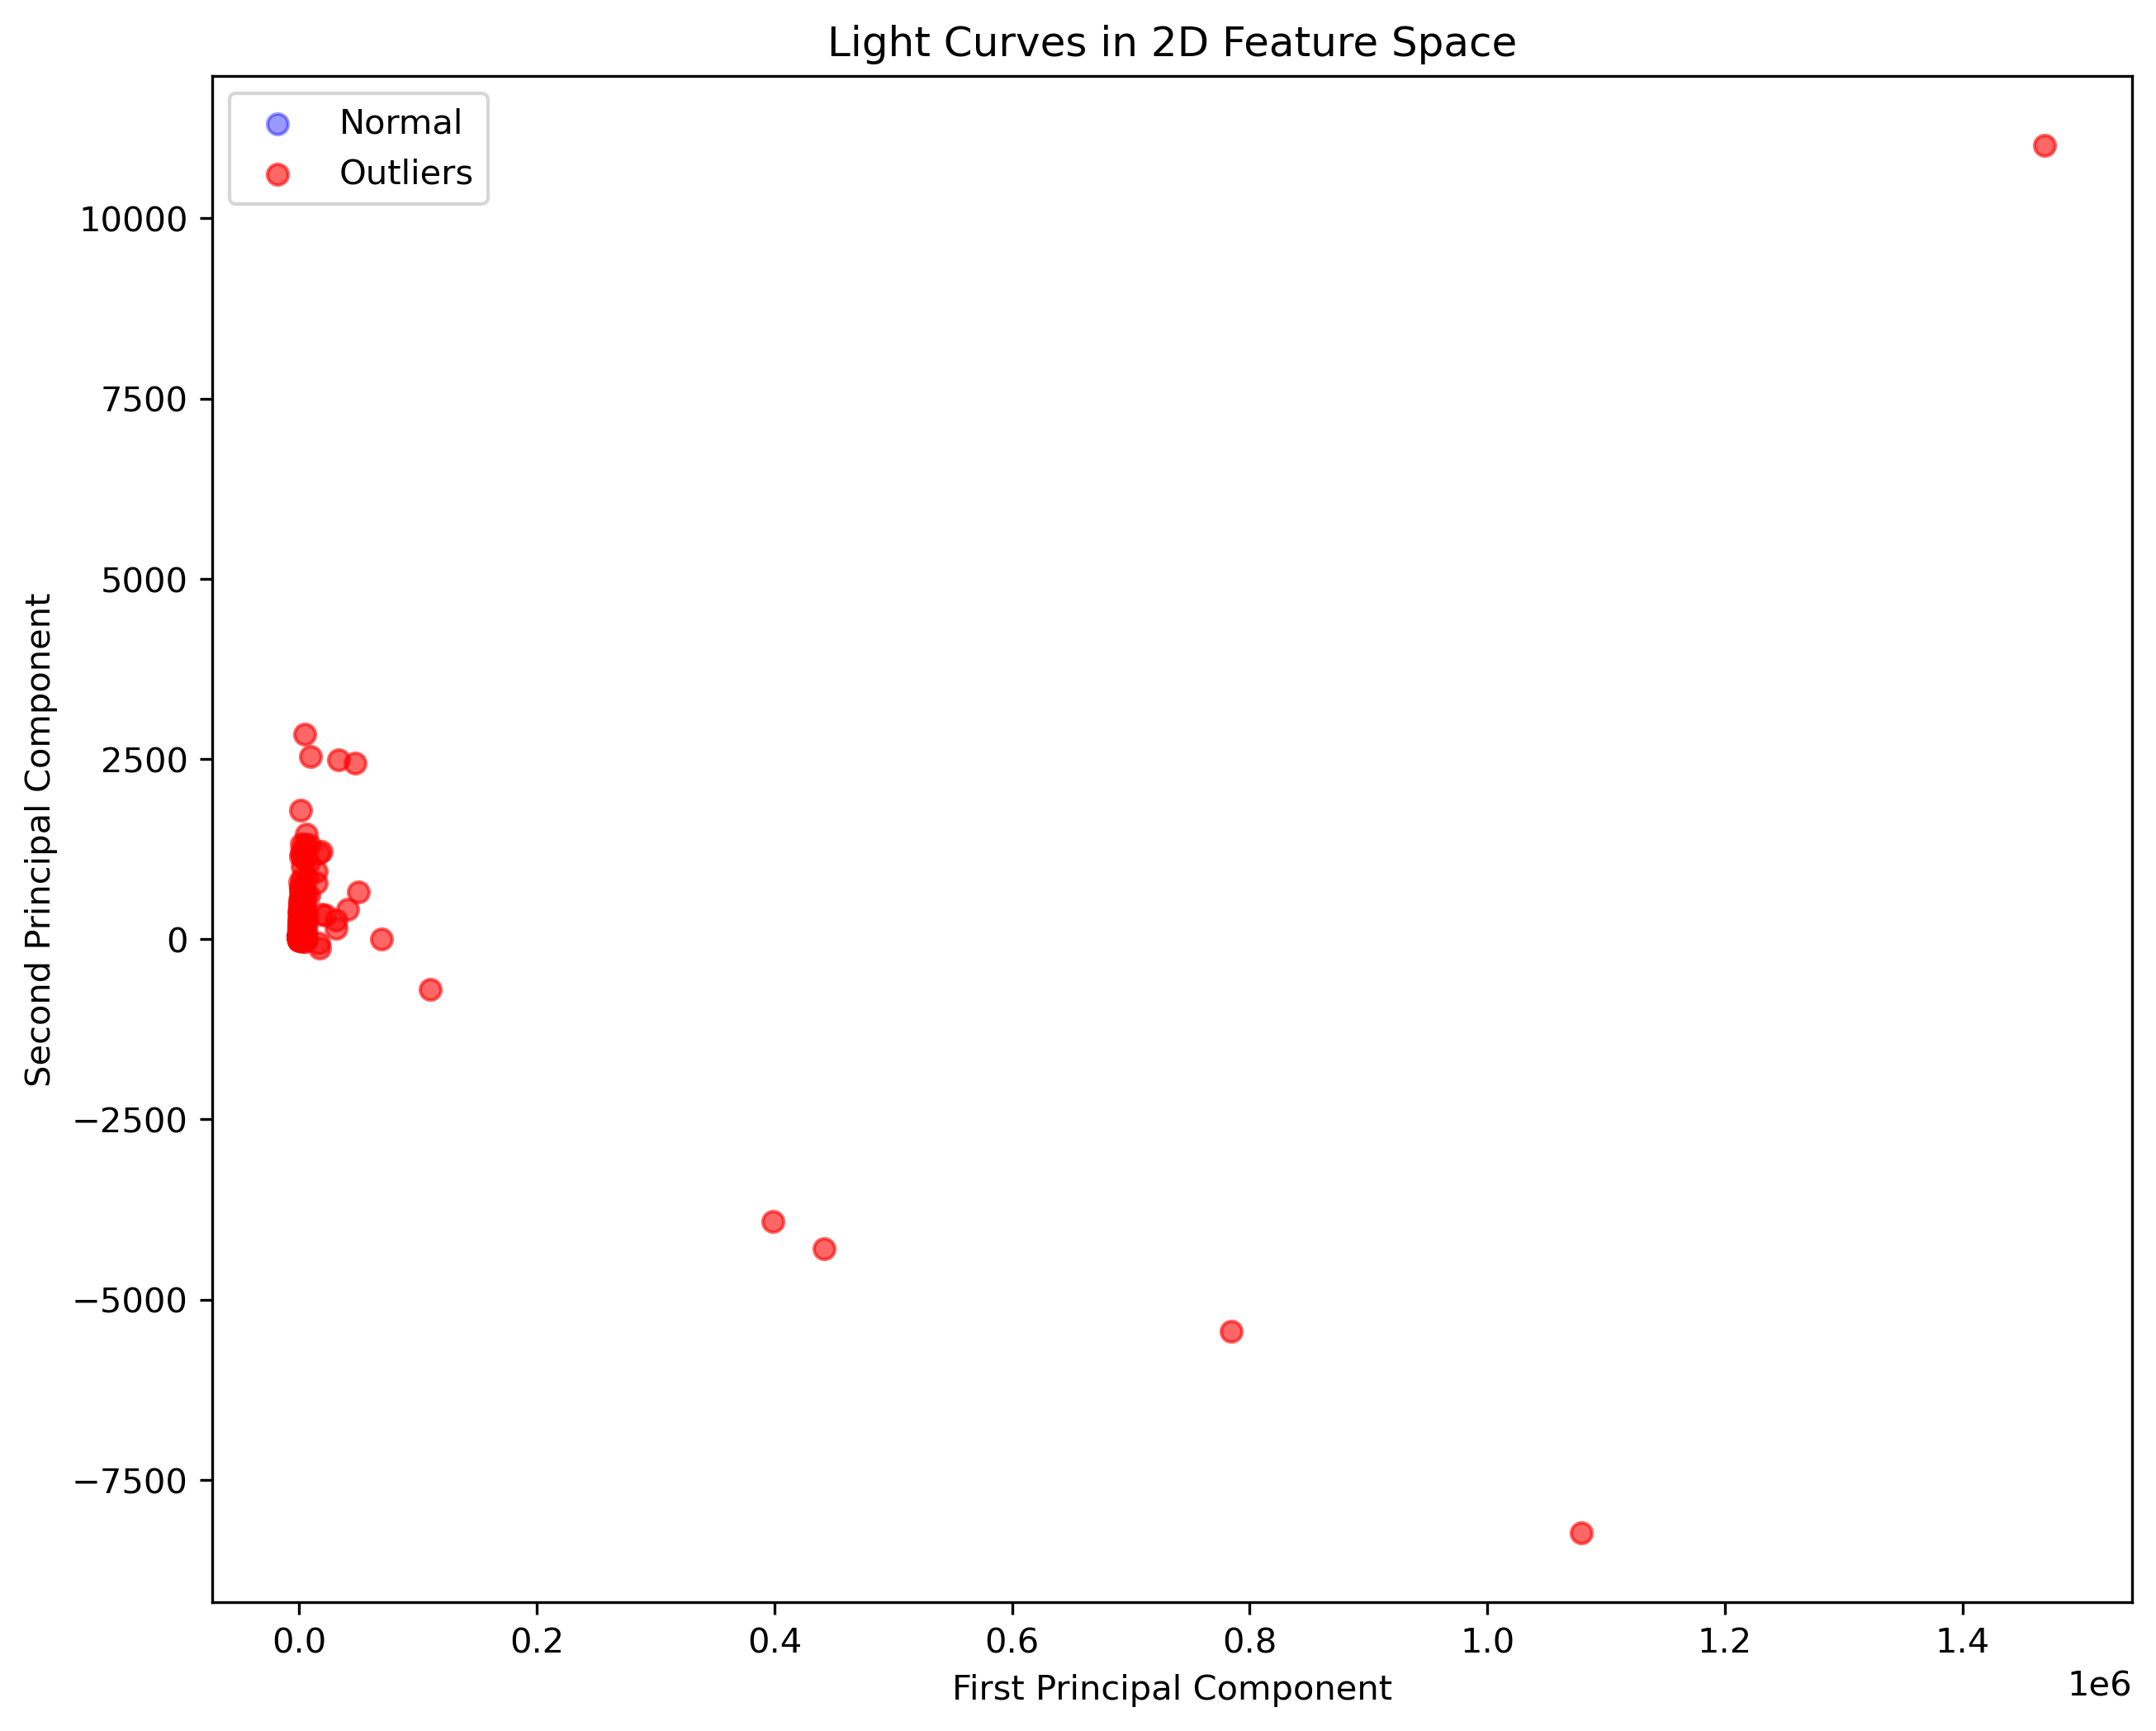 Light Curves in 2D Feature Space
Normal
Outliers
10000
7500
5000
2500
0
−2500
−5000
−7500
Second Principal Component
0.0 0.2 0.4 0.6 0.8 1.0 1.2 1.4
1e6
First Principal Component